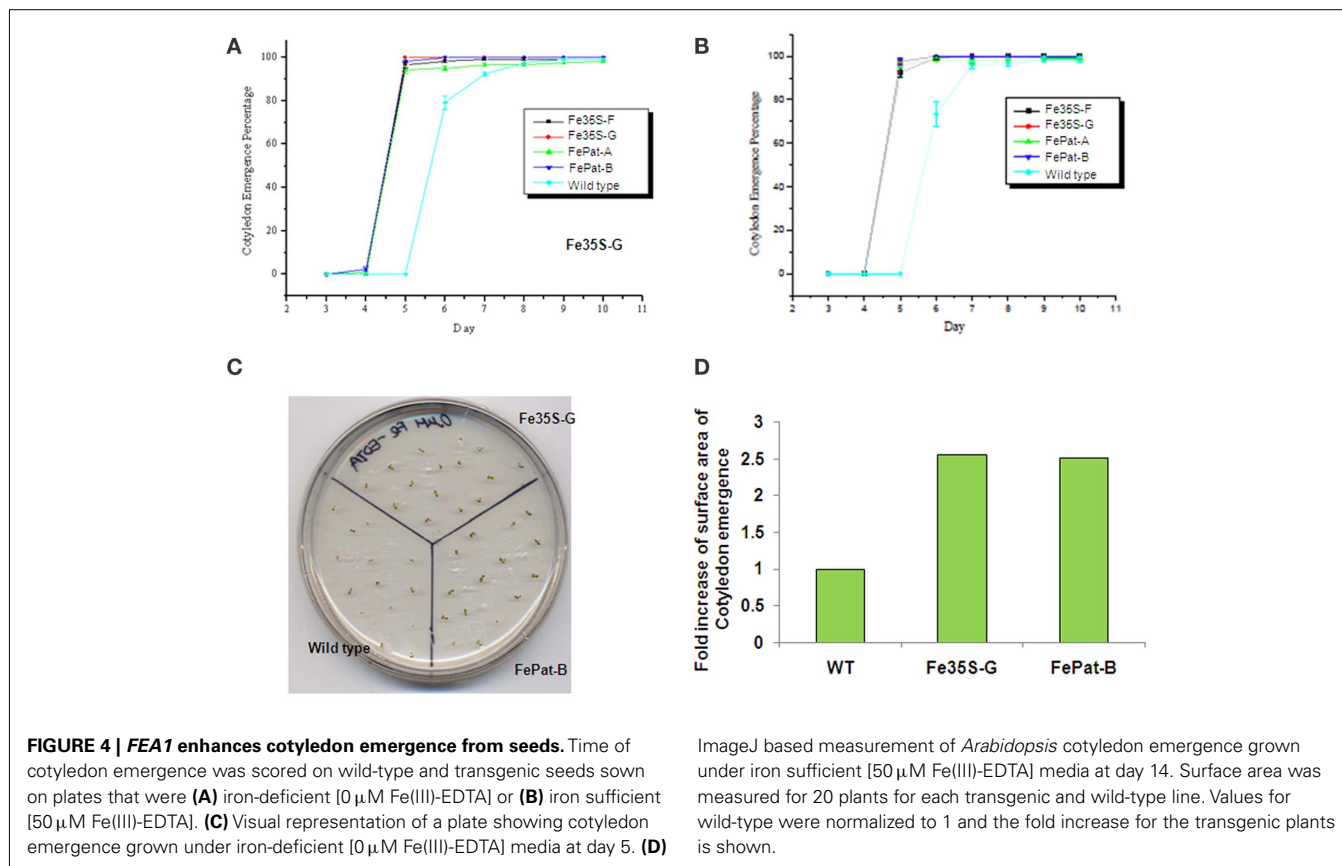 A
Cotyledon Emergence Percentage
100
80
60
40
20
0
2
3
4
5
6
7
8
9
10
11
Day
Fe35S-F
Fe35S-G
FePat-A
FePat-B
Wild type
Fe35S-G
B
Cotyledon Emergence Percentage
100
80
60
40
20
0
2
3
4
5
6
7
8
9
10
11
Day
Fe35S-F
Fe35S-G
FePat-A
FePat-B
Wild type
C
Fe35S-G
0µM Fe-EDTA
Wild type
FePat-B
D
Fold increase of surface area of
Cotyledon emergence
3
2.5
2
1.5
1
0.5
0
WT
Fe35S-G
FePat-B
FIGURE 4 | FEA1 enhances cotyledon emergence from seeds. Time of
cotyledon emergence was scored on wild-type and transgenic seeds sown
on plates that were (A) iron-deficient [0 µM Fe(III)-EDTA] or (B) iron sufficient
[50 µM Fe(III)-EDTA]. (C) Visual representation of a plate showing cotyledon
emergence grown under iron-deficient [0 µM Fe(III)-EDTA] media at day 5. (D)
ImageJ based measurement of Arabidopsis cotyledon emergence grown
under iron sufficient [50 µM Fe(III)-EDTA] media at day 14. Surface area was
measured for 20 plants for each transgenic and wild-type line. Values for
wild-type were normalized to 1 and the fold increase for the transgenic plants
is shown.